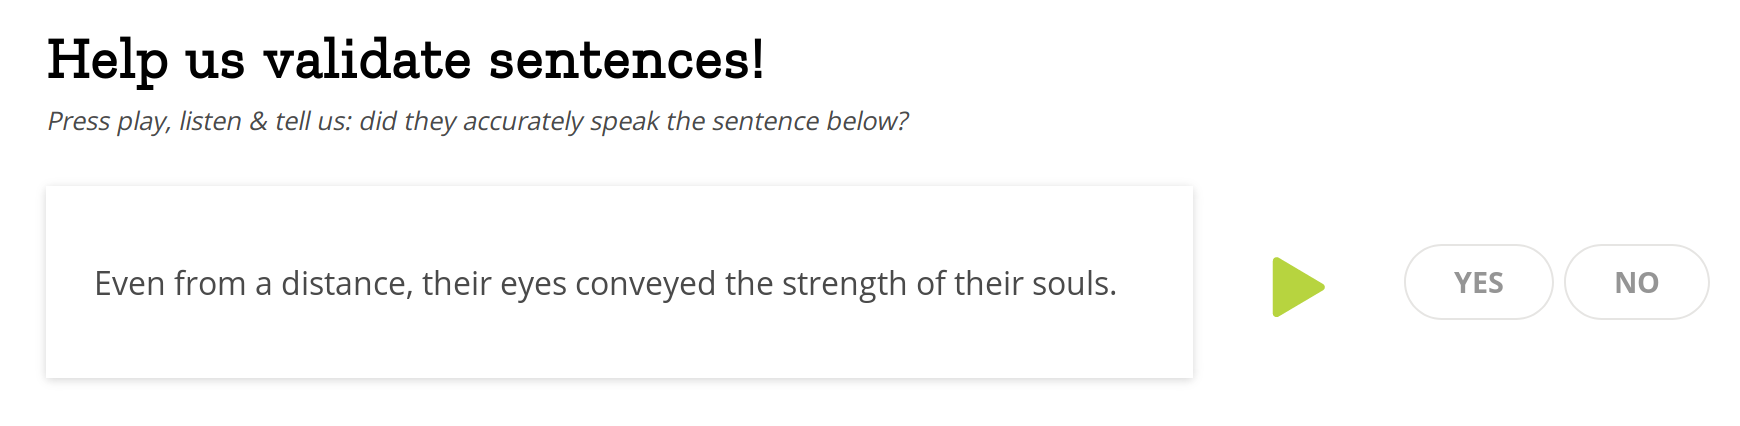 Help us validate sentences!
Press play, listen & tell us: did they accurately speak the sentence below?
Even from a distance, their eyes conveyed the strength of their souls.
YES
NO